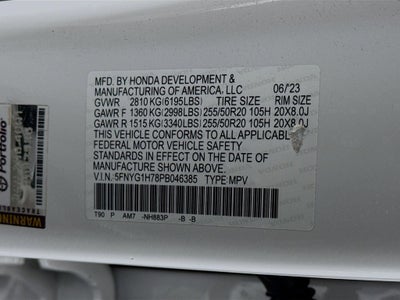 MFD. BY HONDA DEVELOPMENT &
MANUFACTURING OF AMERICA, LLC 06/23
GVWR 2810 KG(6195LBS) TIRE SIZE RIM SIZE
GAWR F 1360 KG(2998LBS) 255/50R20 105H 20X8.0J
GAWR R 1515 KG(3340LBS) 255/50R20 105H 20X8.0J
THIS VEHICLE CONFORMS TO ALL APPLICABLE
FEDERAL MOTOR VEHICLE SAFETY
STANDARDS IN EFFECT ON THE DATE OF
MANUFACTURE SHOWN ABOVE.
V.I.N. 5FNYG1H78PB046385 TYPE: MPV
T90 P AM7 -NH883P -B -B
Portfolio
WARNING